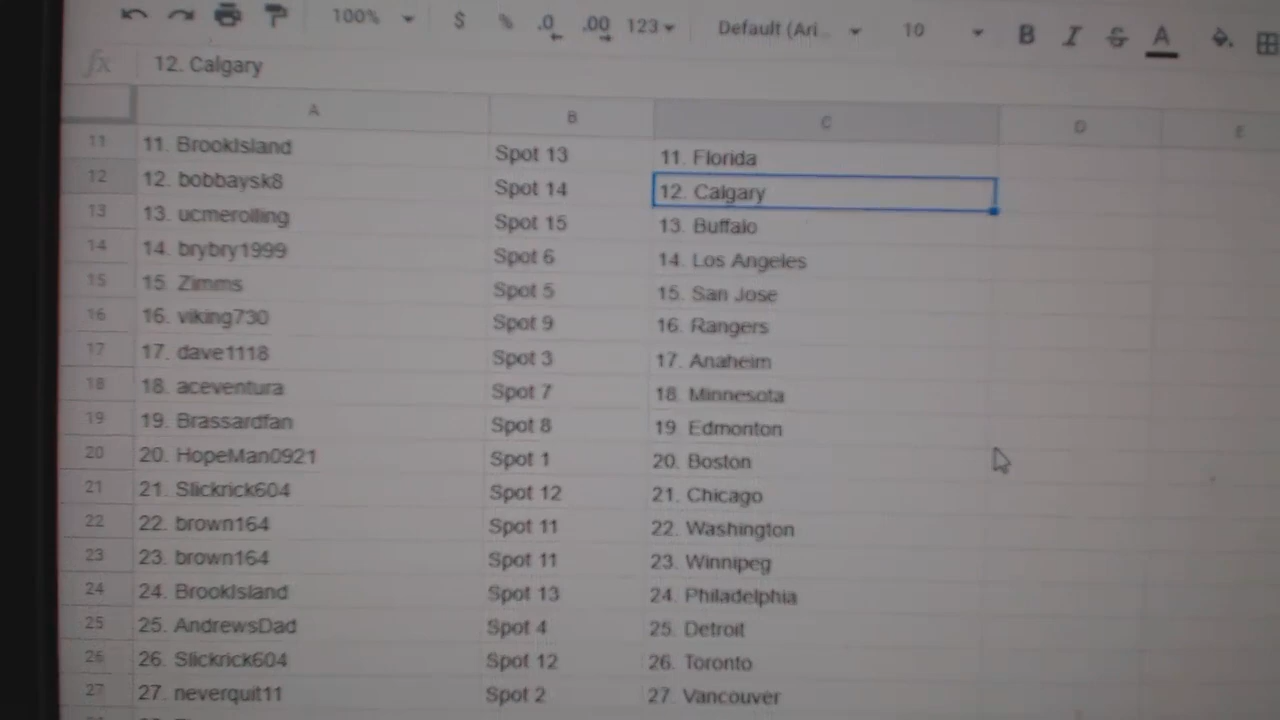 100% $ % .0 .00 123 Default (Ari... 10 B I S A
fx 12. Calgary
A B C D E
11 11. BrookIsland Spot 13 11. Florida
12 12. bobbaysk8 Spot 14 12. Calgary
13 13. ucmerolling Spot 15 13. Buffalo
14 14. brybry1999 Spot 6 14. Los Angeles
15 15. Zimms Spot 5 15. San Jose
16 16. viking730 Spot 9 16. Rangers
17 17. dave1118 Spot 3 17. Anaheim
18 18. aceventura Spot 7 18. Minnesota
19 19. Brassardfan Spot 8 19. Edmonton
20 20. HopeMan0921 Spot 1 20. Boston
21 21. Slickrick604 Spot 12 21. Chicago
22 22. brown164 Spot 11 22. Washington
23 23. brown164 Spot 11 23. Winnipeg
24 24. BrookIsland Spot 13 24. Philadelphia
25 25. AndrewsDad Spot 4 25. Detroit
26 26. Slickrick604 Spot 12 26. Toronto
27 27. neverquit11 Spot 2 27. Vancouver